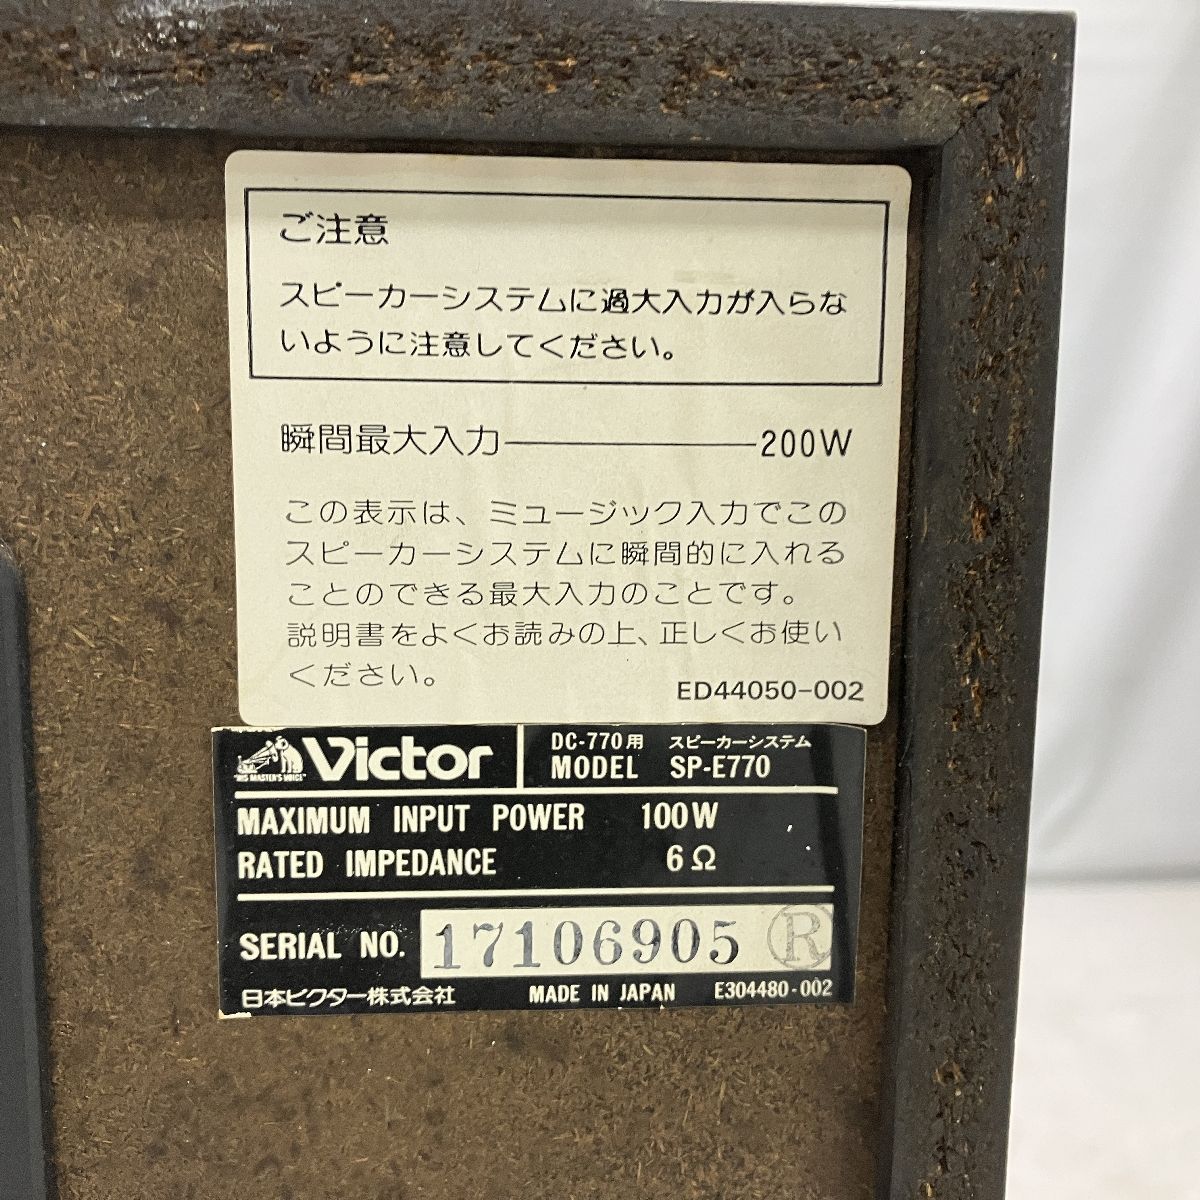 ご注意
スピーカーシステムに過大入力が入らな
いように注意してください。
瞬間最大入力 200W
この表示は、ミュージック入力でこの
スピーカーシステムに瞬間的に入れる
ことのできる最大入力のことです。
説明書をよくお読みの上、正しくお使い
ください。
ED44050-002
"HIS MASTER'S VOICE" Victor
DC-770用 スピーカーシステム
MODEL SP-E770
MAXIMUM INPUT POWER 100W
RATED IMPEDANCE 6Ω
SERIAL NO. 17106905 R
日本ビクター株式会社 MADE IN JAPAN E304480-002